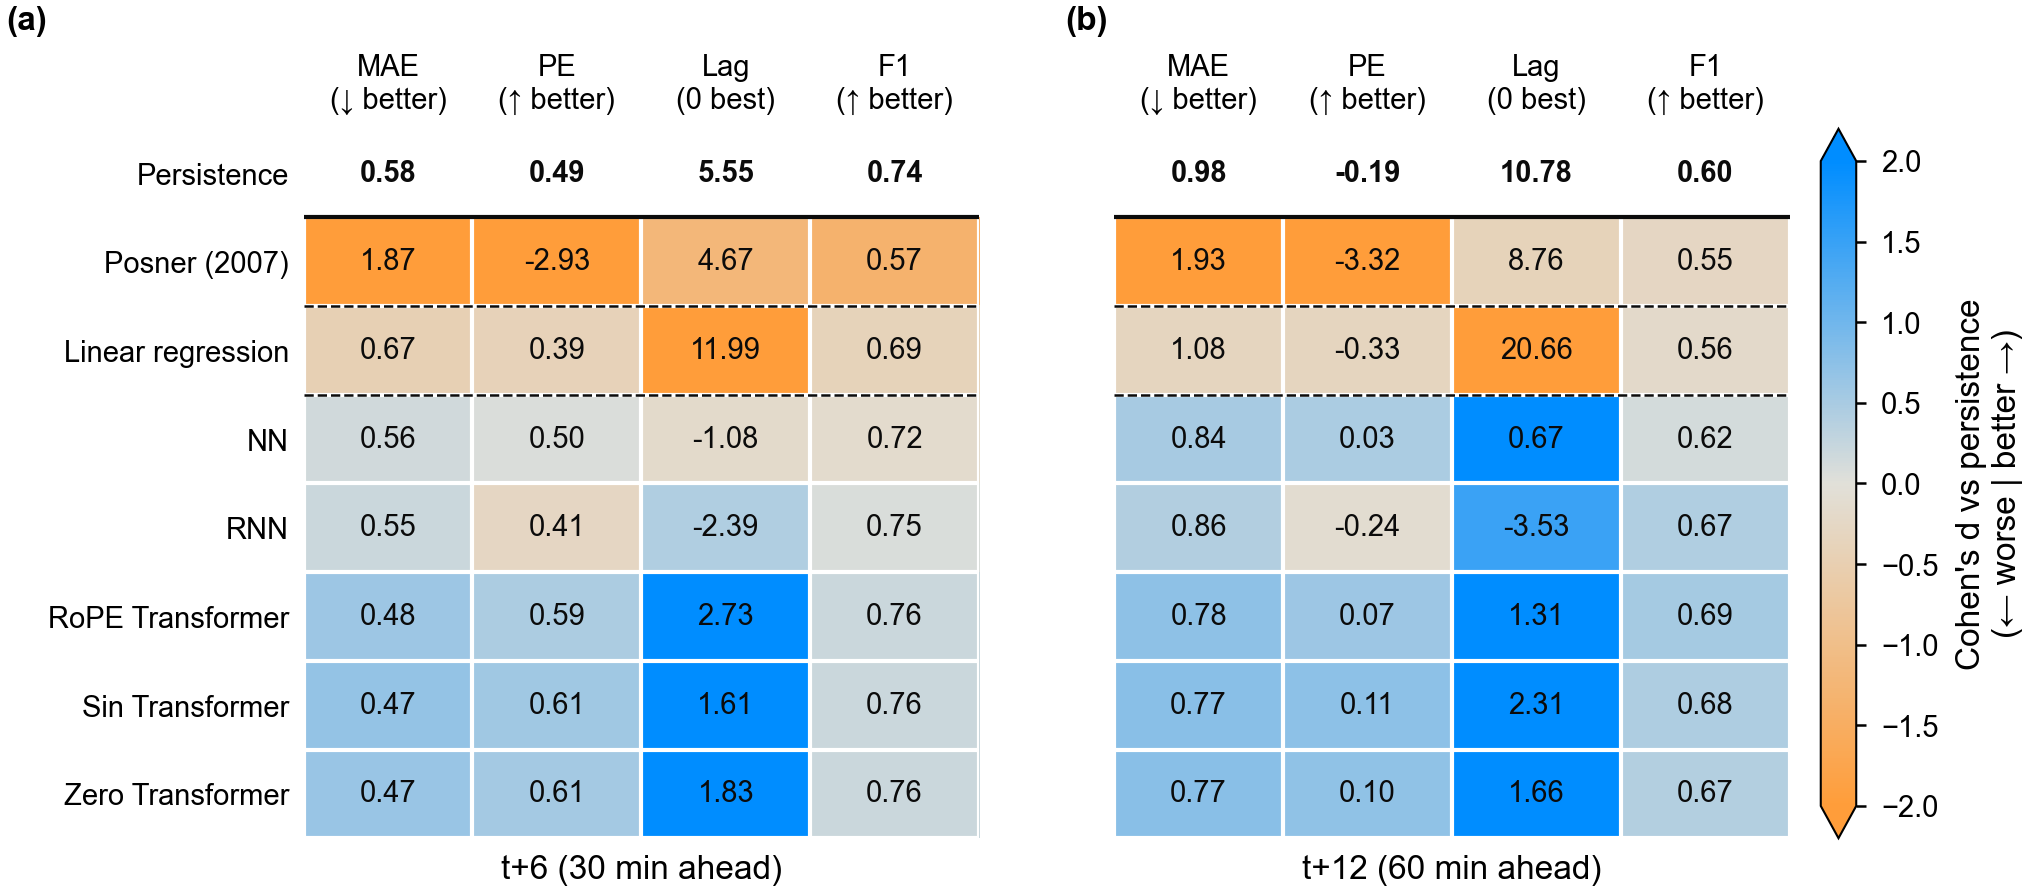 (a)
(b)
MAE PE Lag F1
(↓ better) (↑ better) (0 best) (↑ better)
MAE PE Lag F1
(↓ better) (↑ better) (0 best) (↑ better)
Persistence 0.58 0.49 5.55 0.74 0.98 -0.19 10.78 0.60
Posner (2007) 1.87 -2.93 4.67 0.57 1.93 -3.32 8.76 0.55
Linear regression 0.67 0.39 11.99 0.69 1.08 -0.33 20.66 0.56
NN 0.56 0.50 -1.08 0.72 0.84 0.03 0.67 0.62
RNN 0.55 0.41 -2.39 0.75 0.86 -0.24 -3.53 0.67
RoPE Transformer 0.48 0.59 2.73 0.76 0.78 0.07 1.31 0.69
Sin Transformer 0.47 0.61 1.61 0.76 0.77 0.11 2.31 0.68
Zero Transformer 0.47 0.61 1.83 0.76 0.77 0.10 1.66 0.67
t+6 (30 min ahead)
t+12 (60 min ahead)
2.0
1.5
1.0
0.5
0.0
−0.5
−1.0
−1.5
−2.0
Cohen's d vs persistence
(⟵ worse | better ⟶)